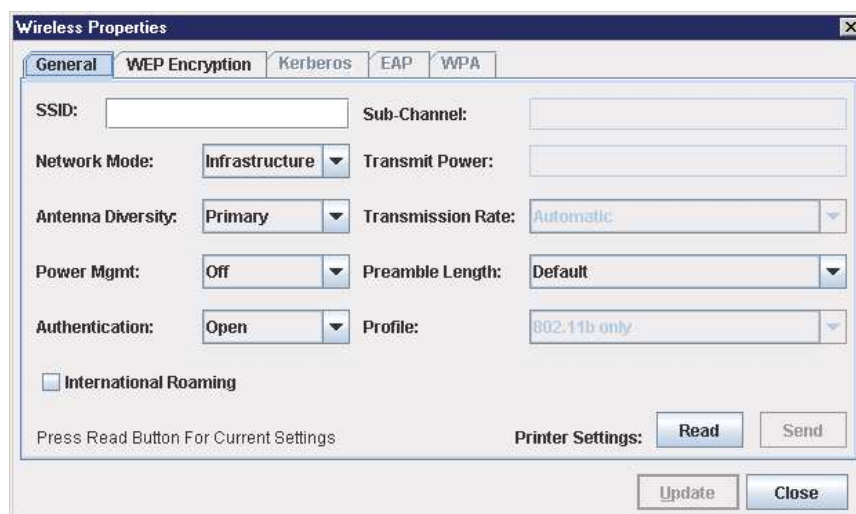 Wireless Properties
General WEP Encryption Kerberos EAP WPA
SSID: Sub-Channel:
Network Mode: Infrastructure Transmit Power:
Antenna Diversity: Primary Transmission Rate: Automatic
Power Mgmt: Off Preamble Length: Default
Authentication: Open Profile: 802.11b only
International Roaming
Press Read Button For Current Settings Printer Settings: Read Send
Update Close